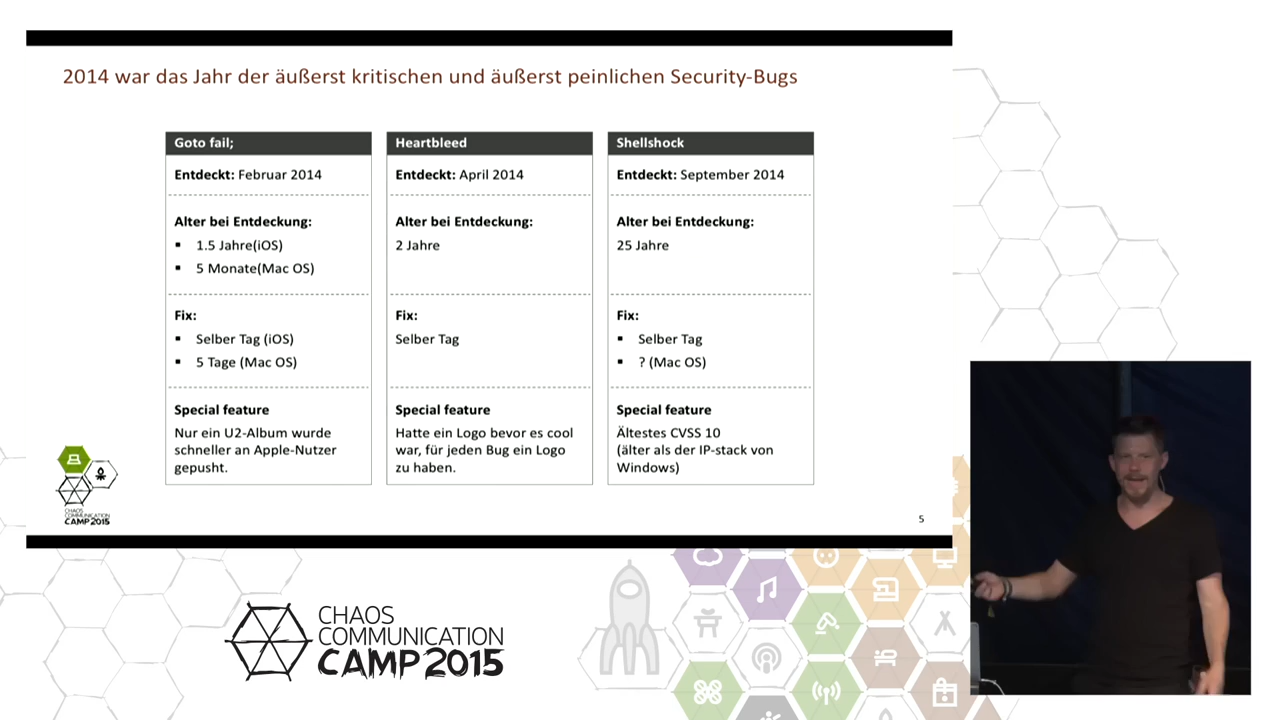 2014 war das Jahr der äußerst kritischen und äußerst peinlichen Security-Bugs
Goto fail;
Entdeckt: Februar 2014
Alter bei Entdeckung:
▪ 1.5 Jahre(iOS)
▪ 5 Monate(Mac OS)
Fix:
▪ Selber Tag (iOS)
▪ 5 Tage (Mac OS)
Special feature
Nur ein U2-Album wurde
schneller an Apple-Nutzer
gepusht.
Heartbleed
Entdeckt: April 2014
Alter bei Entdeckung:
2 Jahre
Fix:
Selber Tag
Special feature
Hatte ein Logo bevor es cool
war, für jeden Bug ein Logo
zu haben.
Shellshock
Entdeckt: September 2014
Alter bei Entdeckung:
25 Jahre
Fix:
▪ Selber Tag
▪ ? (Mac OS)
Special feature
Ältestes CVSS 10
(älter als der IP-stack von
Windows)
CHAOS
COMMUNICATION
CAMP 2015
5
CHAOS
COMMUNICATION
CAMP 2015